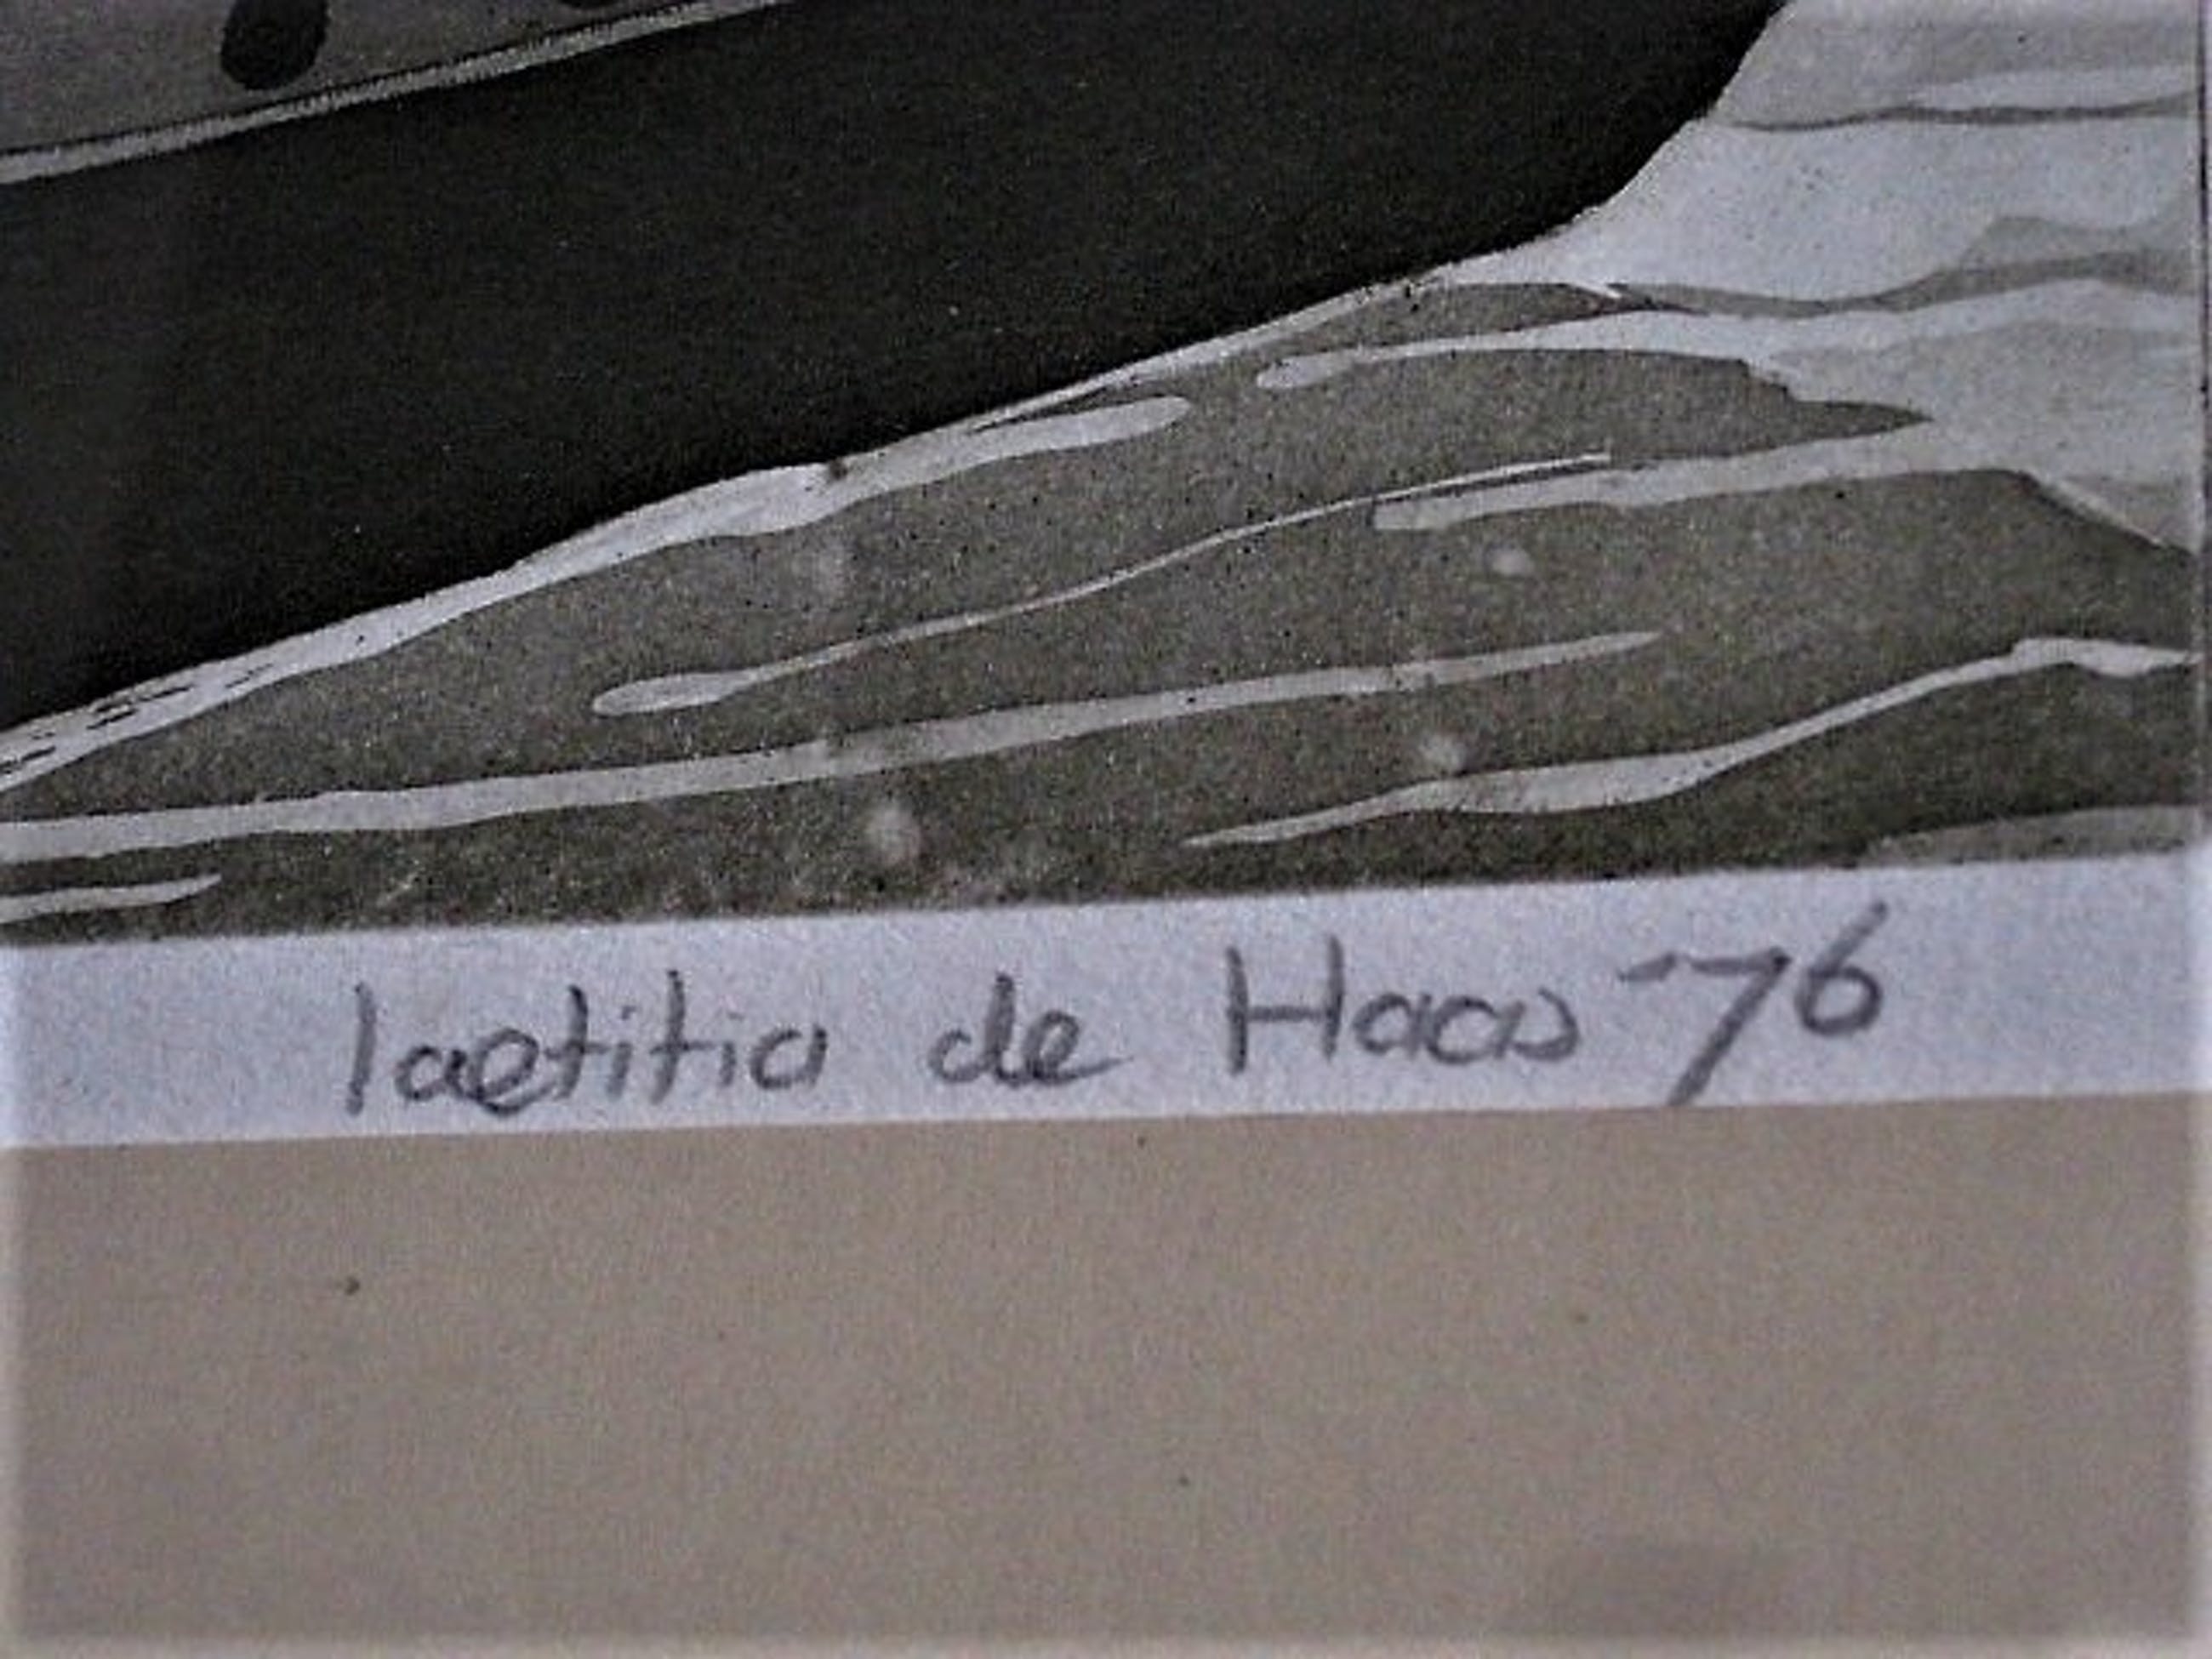 laetitia de Haas '76